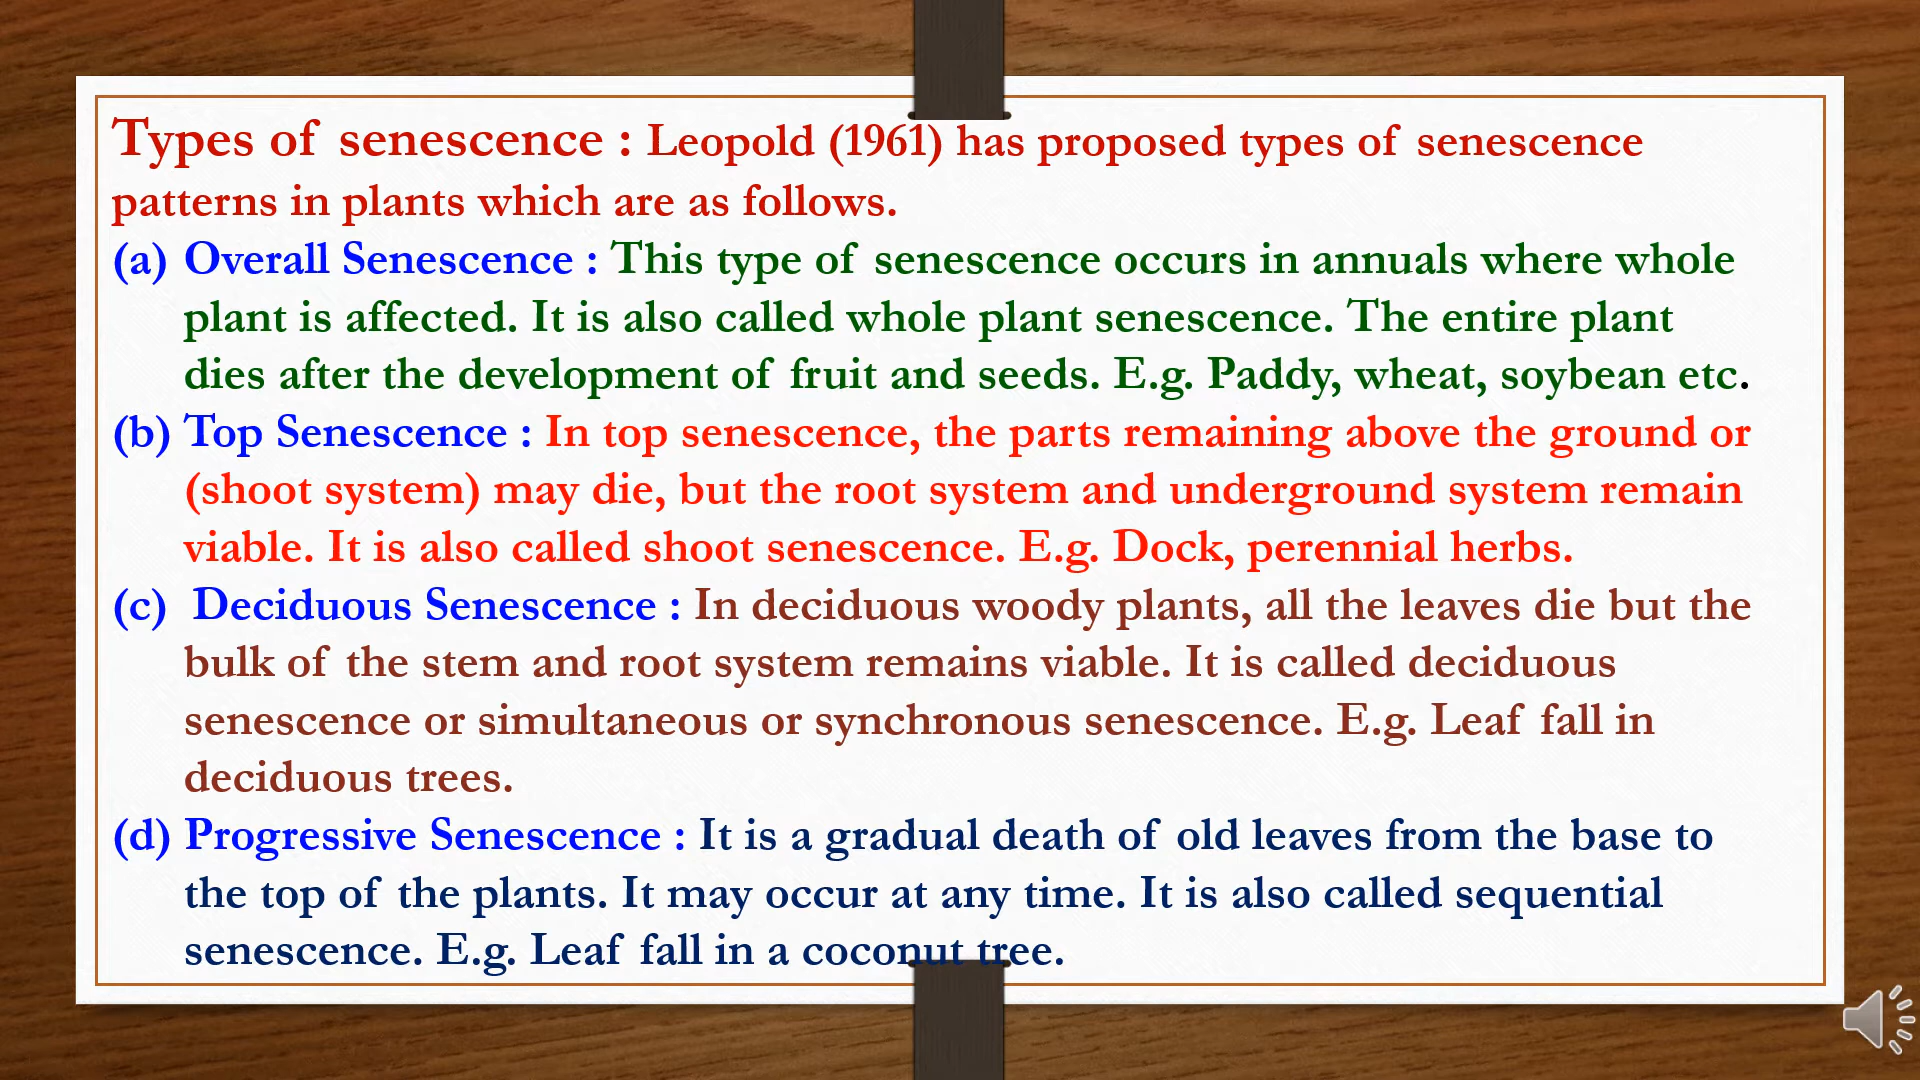 Types of senescence : Leopold (1961) has proposed types of senescence
patterns in plants which are as follows.
(a) Overall Senescence : This type of senescence occurs in annuals where whole
plant is affected. It is also called whole plant senescence. The entire plant
dies after the development of fruit and seeds. E.g. Paddy, wheat, soybean etc.
(b) Top Senescence : In top senescence, the parts remaining above the ground or
(shoot system) may die, but the root system and underground system remain
viable. It is also called shoot senescence. E.g. Dock, perennial herbs.
(c) Deciduous Senescence : In deciduous woody plants, all the leaves die but the
bulk of the stem and root system remains viable. It is called deciduous
senescence or simultaneous or synchronous senescence. E.g. Leaf fall in
deciduous trees.
(d) Progressive Senescence : It is a gradual death of old leaves from the base to
the top of the plants. It may occur at any time. It is also called sequential
senescence. E.g. Leaf fall in a coconut tree.